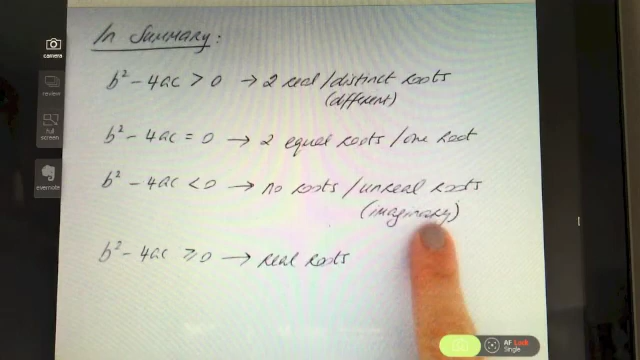 In Summary:
b² - 4ac > 0 → 2 real/distinct roots
(different)
b² - 4ac = 0 → 2 equal roots/one root
b² - 4ac < 0 → no roots/unreal roots
(imaginary)
b² - 4ac ≥ 0 → real roots
camera
review
full
screen
evernote
AF Lock
Single